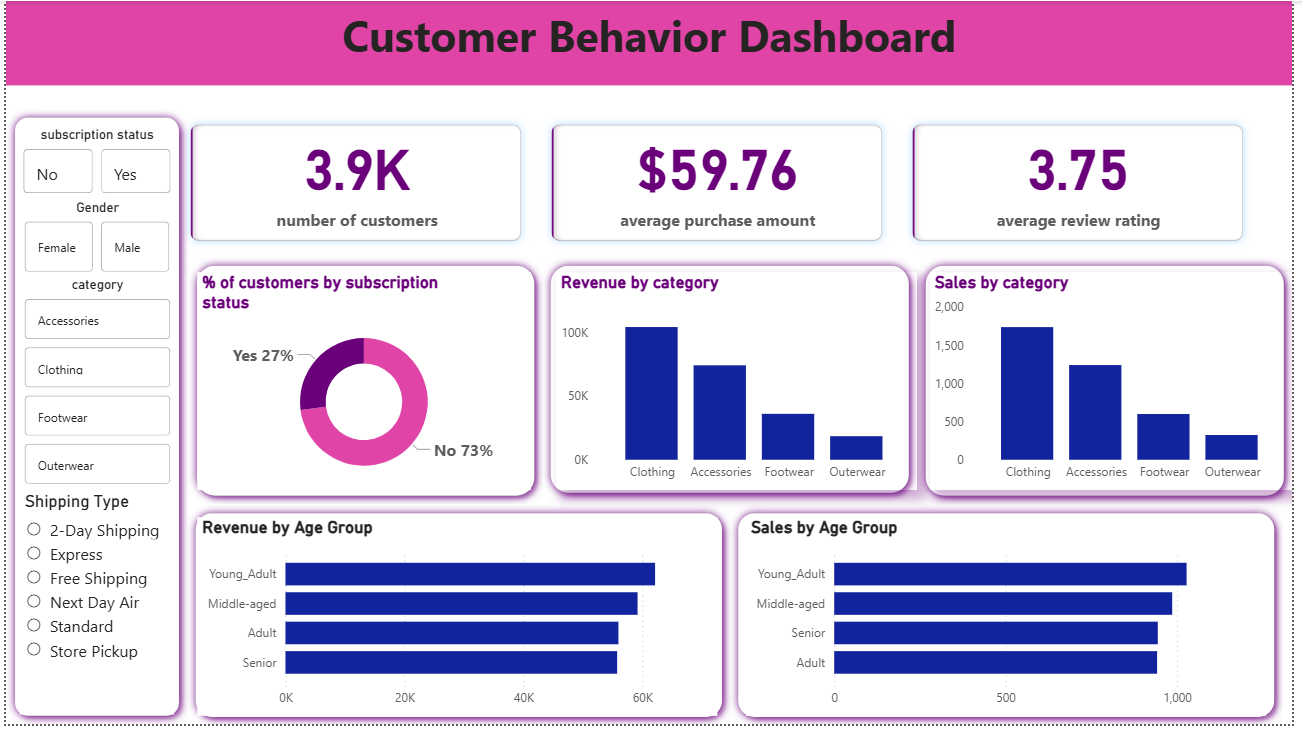 Customer Behavior Dashboard
subscription status
No
Yes
Gender
Female
Male
category
Accessories
Clothing
Footwear
Outerwear
Shipping Type
2-Day Shipping
Express
Free Shipping
Next Day Air
Standard
Store Pickup
3.9K
number of customers
$59.76
average purchase amount
3.75
average review rating
% of customers by subscription
status
Yes 27%
No 73%
Revenue by category
100K
50K
0K
Clothing
Accessories
Footwear
Outerwear
Sales by category
2,000
1,500
1,000
500
0
Clothing
Accessories
Footwear
Outerwear
Revenue by Age Group
Young_Adult
Middle-aged
Adult
Senior
0K
20K
40K
60K
Sales by Age Group
Young_Adult
Middle-aged
Senior
Adult
0
500
1,000